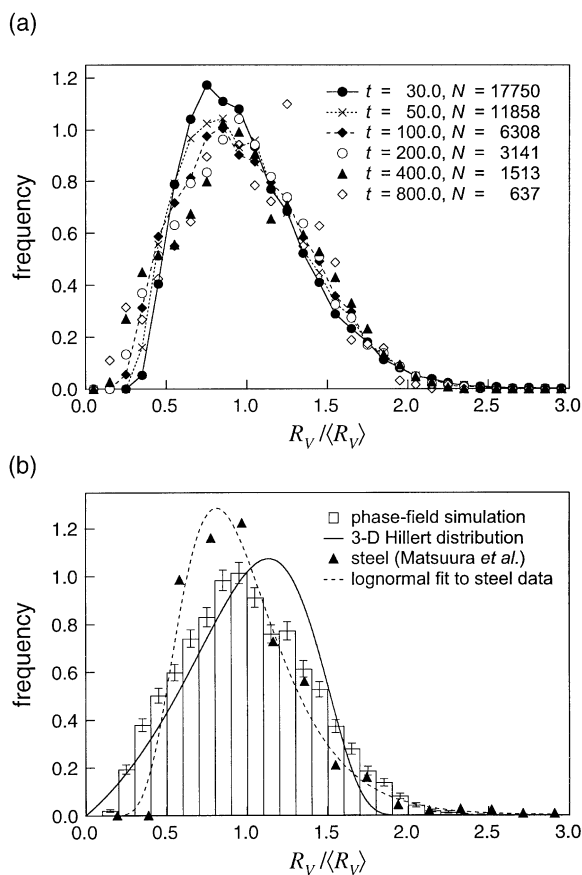 (a)
1.2
1.0
0.8
0.6
0.4
0.2
0.0
frequency
t = 30.0, N = 17750
t = 50.0, N = 11858
t = 100.0, N = 6308
t = 200.0, N = 3141
t = 400.0, N = 1513
t = 800.0, N = 637
0.0 0.5 1.0 1.5 2.0 2.5 3.0
R_V /⟨R_V⟩
(b)
1.2
1.0
0.8
0.6
0.4
0.2
0.0
frequency
phase-field simulation
3-D Hillert distribution
steel (Matsuura et al.)
lognormal fit to steel data
0.0 0.5 1.0 1.5 2.0 2.5 3.0
R_V /⟨R_V⟩